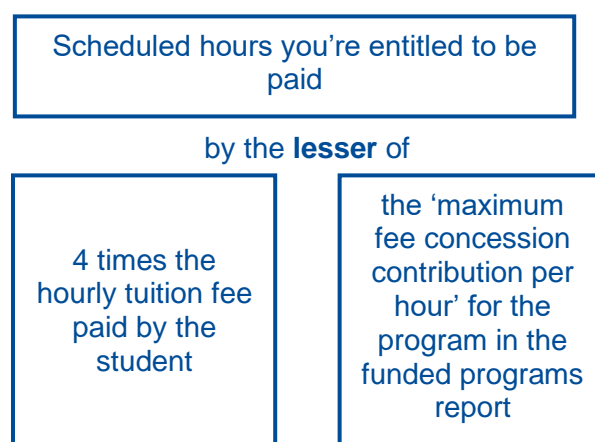 Scheduled hours you’re entitled to be
paid
by the lesser of
4 times the
hourly tuition fee
paid by the
student
the ‘maximum
fee concession
contribution per
hour’ for the
program in the
funded programs
report